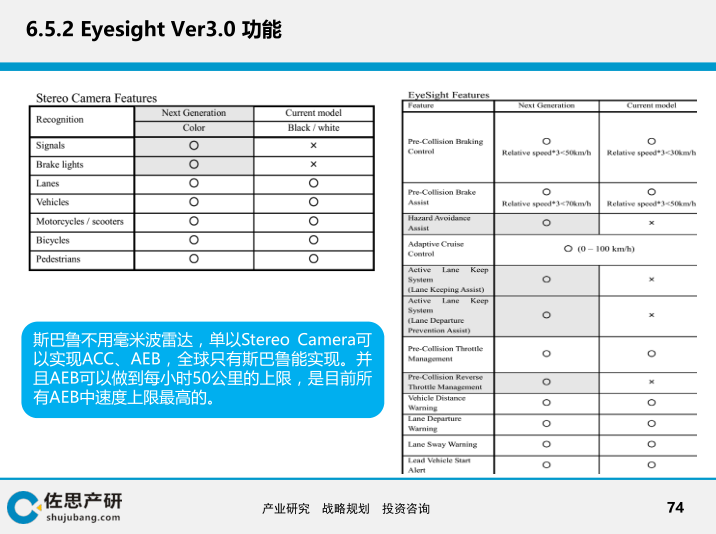 6.5.2 Eyesight Ver3.0 功能
Stereo Camera Features
Recognition Next Generation Current model
Color Black / white
Signals ○ ×
Brake lights ○ ×
Lanes ○ ○
Vehicles ○ ○
Motorcycles / scooters ○ ○
Bicycles ○ ○
Pedestrians ○ ○
斯巴鲁不用毫米波雷达，单以Stereo Camera可
以实现ACC、AEB，全球只有斯巴鲁能实现。并
且AEB可以做到每小时50公里的上限，是目前所
有AEB中速度上限最高的。
EyeSight Features
Feature Next Generation Current model
Pre-Collision Braking ○ ○
Control Relative speed*3<50km/h Relative speed*3<30km/h
Pre-Collision Brake ○ ○
Assist Relative speed*3<70km/h Relative speed*3<50km/h
Hazard Avoidance
Assist ○ ×
Adaptive Cruise
Control ○ (0 – 100 km/h)
Active Lane Keep
System ○ ×
(Lane Keeping Assist)
Active Lane Keep
System ○ ×
(Lane Departure
Prevention Assist)
Pre-Collision Throttle
Management ○ ○
Pre-Collision Reverse
Throttle Management ○ ×
Vehicle Distance
Warning ○ ○
Lane Departure
Warning ○ ○
Lane Sway Warning ○ ○
Lead Vehicle Start
Alert ○ ○
佐思产研
shujubang.com
产业研究 战略规划 投资咨询
74